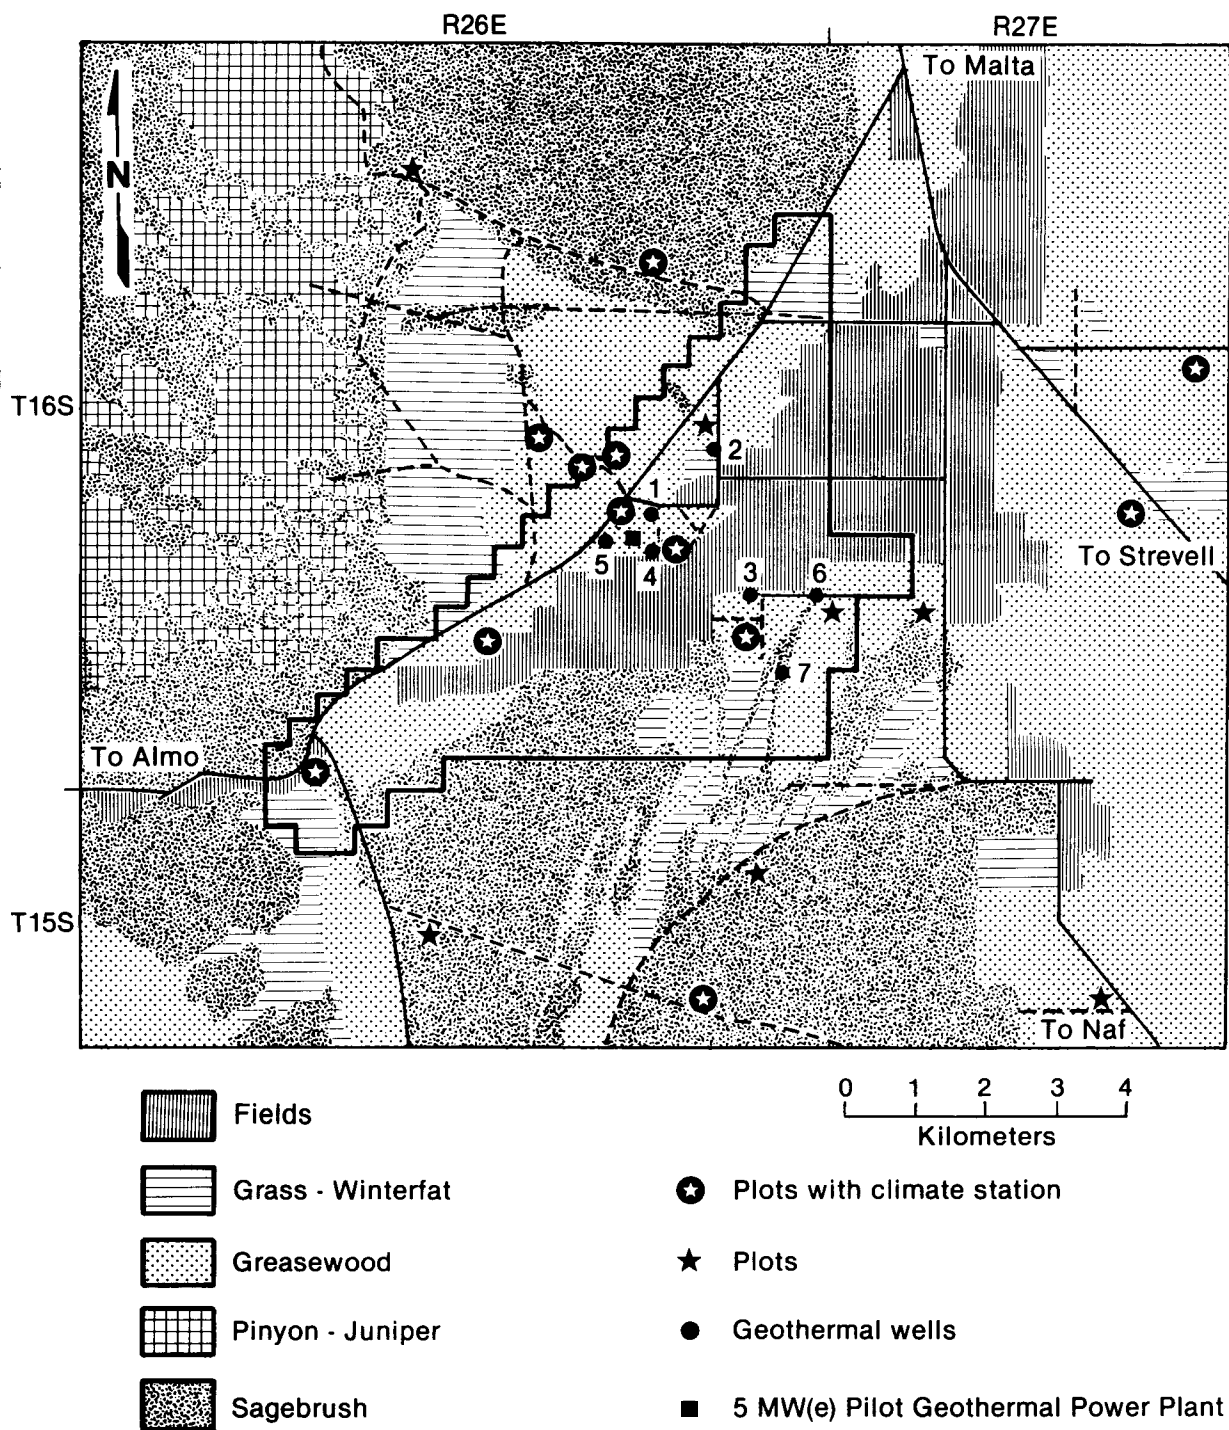 R26E
R27E
To Malta
N
T16S
2
1
5
4
3
6
To Strevell
7
To Almo
T15S
To Naf
0 1 2 3 4
Kilometers
Fields
Grass - Winterfat
Greasewood
Pinyon - Juniper
Sagebrush
Plots with climate station
Plots
Geothermal wells
5 MW(e) Pilot Geothermal Power Plant